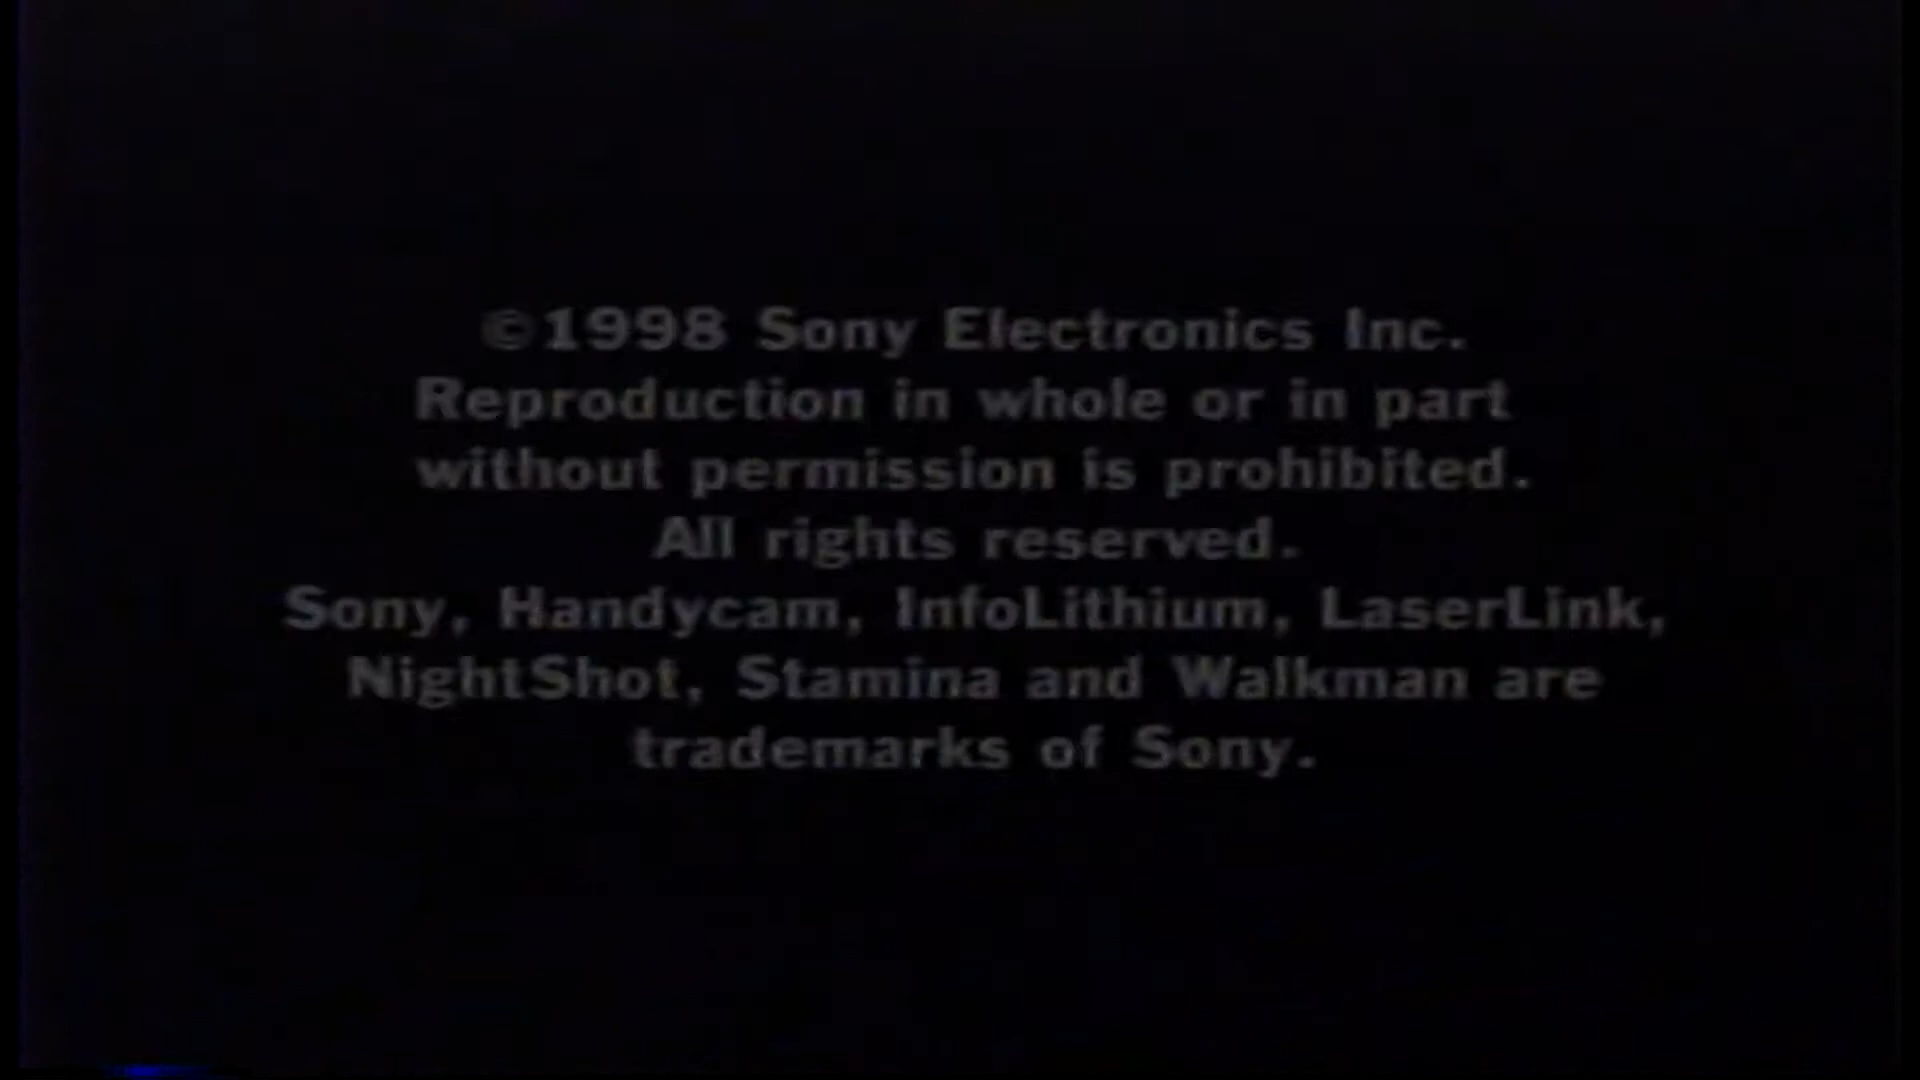 ©1998 Sony Electronics Inc.
Reproduction in whole or in part
without permission is prohibited.
All rights reserved.
Sony, Handycam, InfoLithium, LaserLink,
NightShot, Stamina and Walkman are
trademarks of Sony.